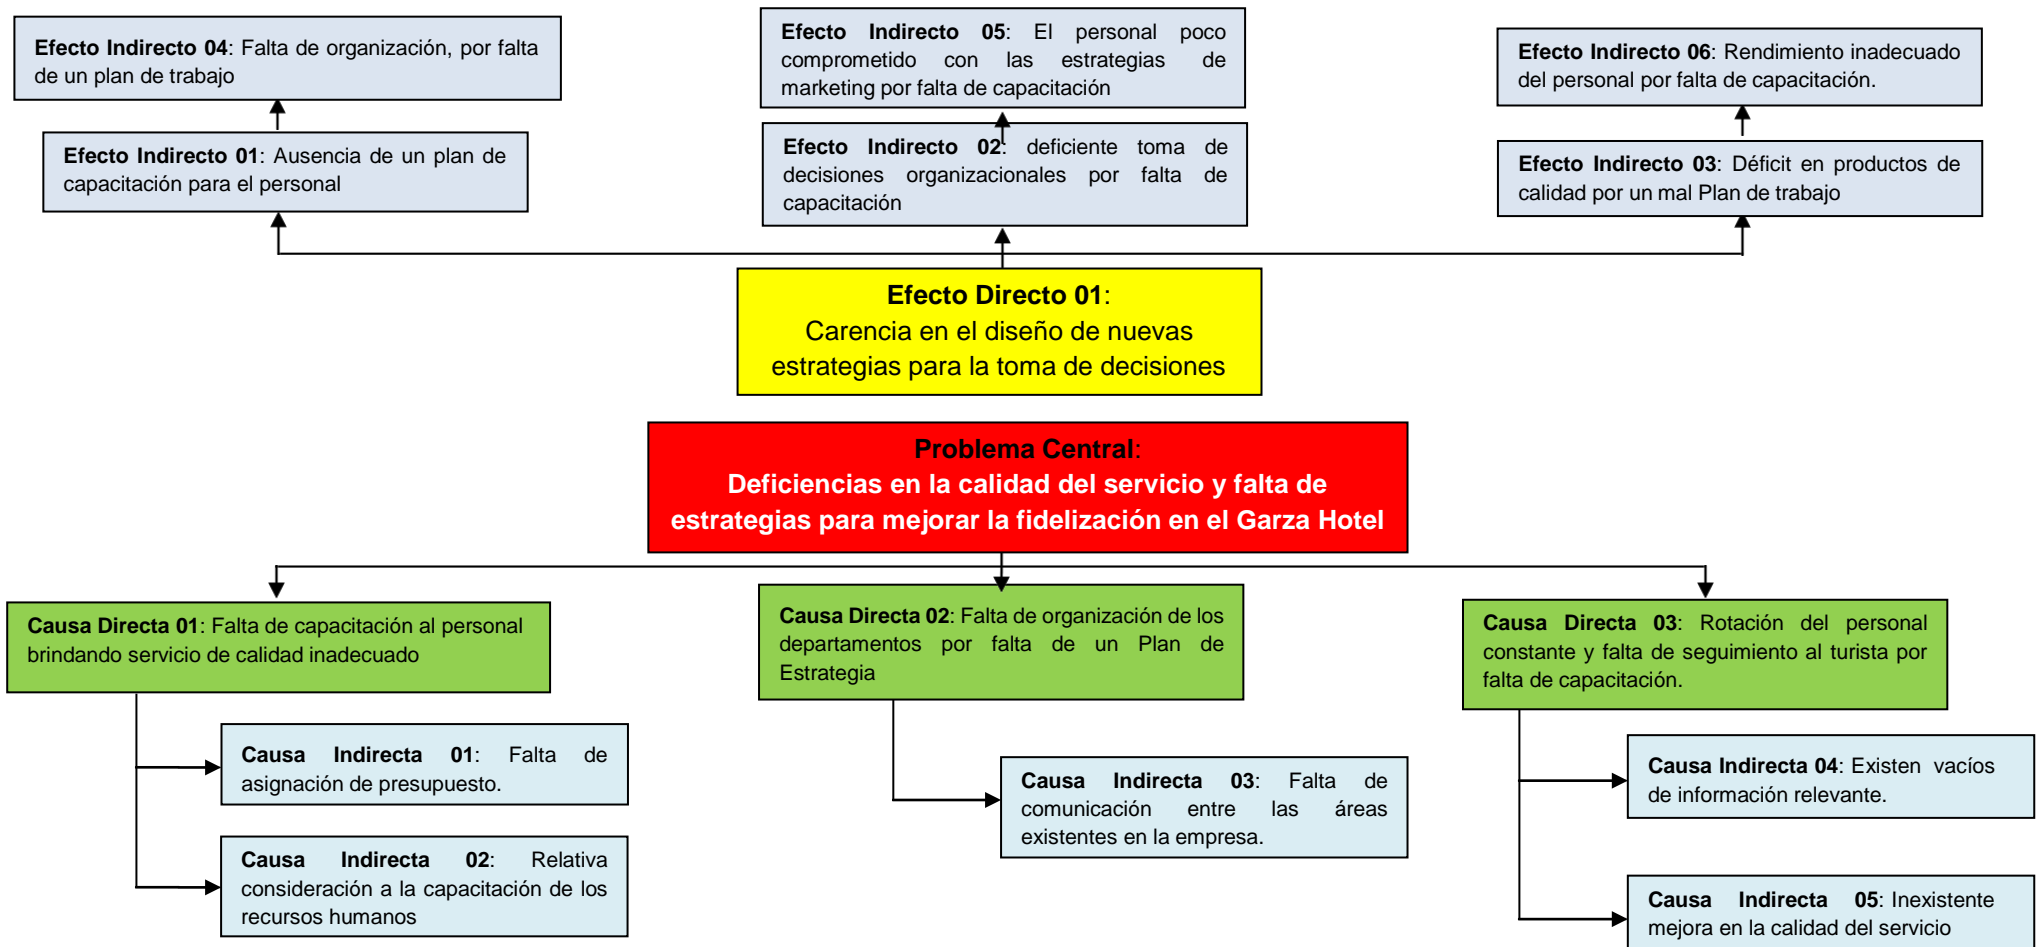 Efecto Indirecto 04: Falta de organización, por falta
de un plan de trabajo
Efecto Indirecto 05: El personal poco
comprometido con las estrategias de
marketing por falta de capacitación
Efecto Indirecto 06: Rendimiento inadecuado
del personal por falta de capacitación.
Efecto Indirecto 01: Ausencia de un plan de
capacitación para el personal
Efecto Indirecto 02: deficiente toma de
decisiones organizacionales por falta de
capacitación
Efecto Indirecto 03: Déficit en productos de
calidad por un mal Plan de trabajo
Efecto Directo 01:
Carencia en el diseño de nuevas
estrategias para la toma de decisiones
Problema Central:
Deficiencias en la calidad del servicio y falta de
estrategias para mejorar la fidelización en el Garza Hotel
Causa Directa 01: Falta de capacitación al personal
brindando servicio de calidad inadecuado
Causa Directa 02: Falta de organización de los
departamentos por falta de un Plan de
Estrategia
Causa Directa 03: Rotación del personal
constante y falta de seguimiento al turista por
falta de capacitación.
Causa Indirecta 01: Falta de
asignación de presupuesto.
Causa Indirecta 02: Relativa
consideración a la capacitación de los
recursos humanos
Causa Indirecta 03: Falta de
comunicación entre las áreas
existentes en la empresa.
Causa Indirecta 04: Existen vacíos
de información relevante.
Causa Indirecta 05: Inexistente
mejora en la calidad del servicio